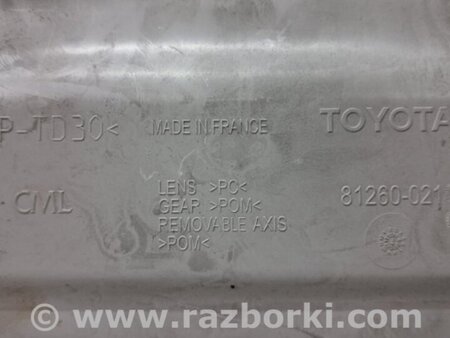 P-TD30< MADE IN FRANCE TOYOTA
CML LENS >PC< 81260-021
GEAR >POM<
REMOVABLE AXIS
>POM<
www.razborki.com